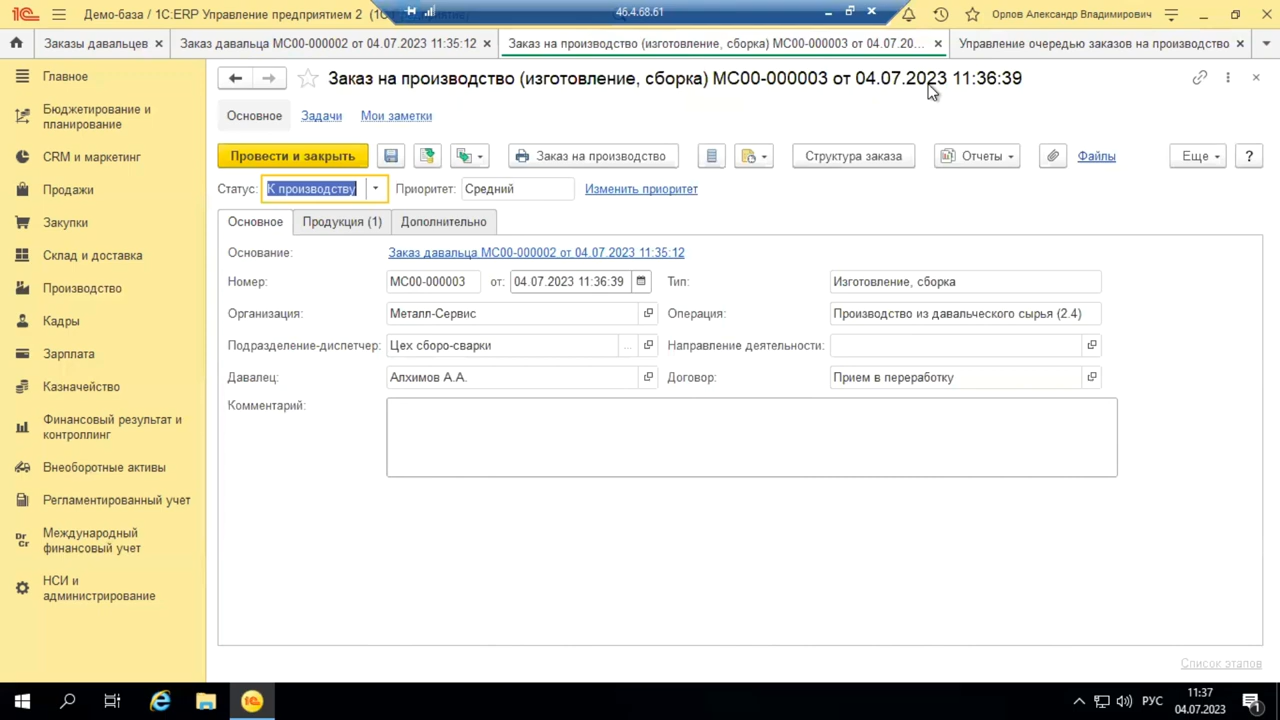 Демо-база / 1С:ERP Управление предприятием 2 (1С
46.4.68.61
Орлов Александр Владимирович
Заказы давальцев
Заказ давальца МС00-000002 от 04.07.2023 11:35:12
Заказ на производство (изготовление, сборка) МС00-000003 от 04.07.20...
Управление очередью заказов на производство
Главное
Бюджетирование и
планирование
CRM и маркетинг
Продажи
Закупки
Склад и доставка
Производство
Кадры
Зарплата
Казначейство
Финансовый результат и
контроллинг
Внеоборотные активы
Регламентированный учет
Dr
Cr
Международный
финансовый учет
НСИ и
администрирование
Заказ на производство (изготовление, сборка) МС00-000003 от 04.07.2023 11:36:39
Основное
Задачи
Мои заметки
Провести и закрыть
Заказ на производство
Структура заказа
Отчеты
Файлы
Еще
?
Статус: К производству
Приоритет: Средний
Изменить приоритет
Основное
Продукция (1)
Дополнительно
Основание: Заказ давальца МС00-000002 от 04.07.2023 11:35:12
Номер: МС00-000003 от: 04.07.2023 11:36:39 Тип: Изготовление, сборка
Организация: Металл-Сервис Операция: Производство из давальческого сырья (2.4)
Подразделение-диспетчер: Цех сборо-сварки ... Направление деятельности:
Давалец: Алхимов А.А. Договор: Прием в переработку
Комментарий:
Список этапов
РУС
11:37
04.07.2023
1